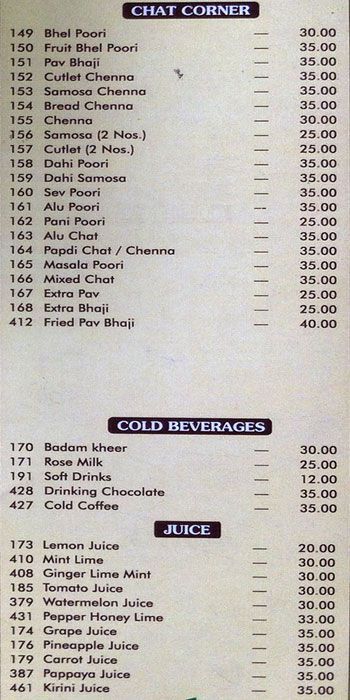 CHAT CORNER
149 Bhel Poori — 30.00
150 Fruit Bhel Poori — 35.00
151 Pav Bhaji — 35.00
152 Cutlet Chenna — 35.00
153 Samosa Chenna — 35.00
154 Bread Chenna — 35.00
155 Chenna — 30.00
156 Samosa (2 Nos.) — 25.00
157 Cutlet (2 Nos.) — 25.00
158 Dahi Poori — 35.00
159 Dahi Samosa — 35.00
160 Sev Poori — 35.00
161 Alu Poori — 35.00
162 Pani Poori — 25.00
163 Alu Chat — 35.00
164 Papdi Chat / Chenna — 35.00
165 Masala Poori — 35.00
166 Mixed Chat — 35.00
167 Extra Pav — 25.00
168 Extra Bhaji — 25.00
412 Fried Pav Bhaji — 40.00
COLD BEVERAGES
170 Badam kheer — 30.00
171 Rose Milk — 25.00
191 Soft Drinks — 12.00
428 Drinking Chocolate — 35.00
427 Cold Coffee — 35.00
JUICE
173 Lemon Juice — 20.00
410 Mint Lime — 30.00
408 Ginger Lime Mint — 30.00
185 Tomato Juice — 30.00
379 Watermelon Juice — 30.00
431 Pepper Honey Lime — 33.00
174 Grape Juice — 35.00
176 Pineapple Juice — 35.00
179 Carrot Juice — 35.00
387 Pappaya Juice — 35.00
461 Kirini Juice — 35.00